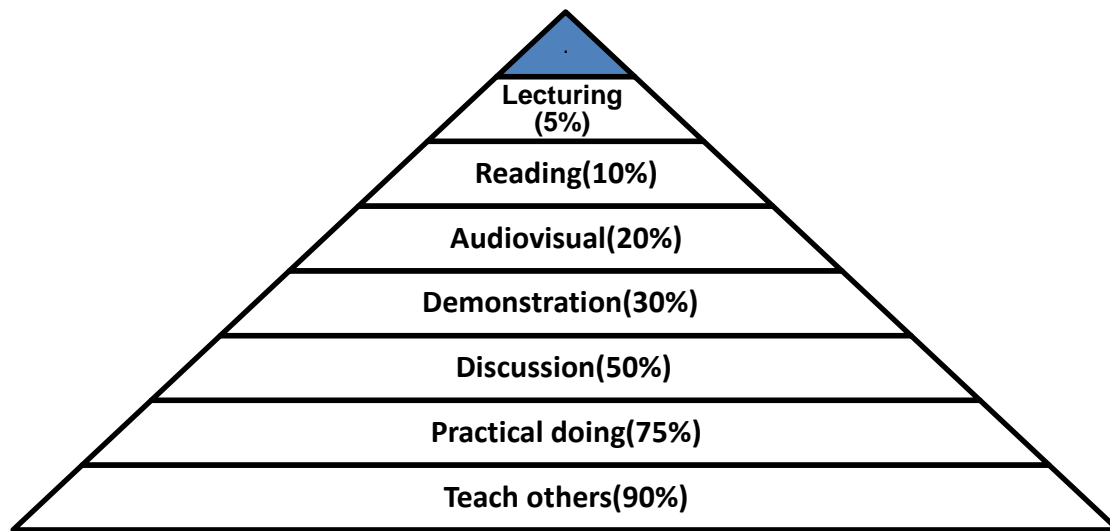 Lecturing
(5%)
Reading(10%)
Audiovisual(20%)
Demonstration(30%)
Discussion(50%)
Practical doing(75%)
Teach others(90%)